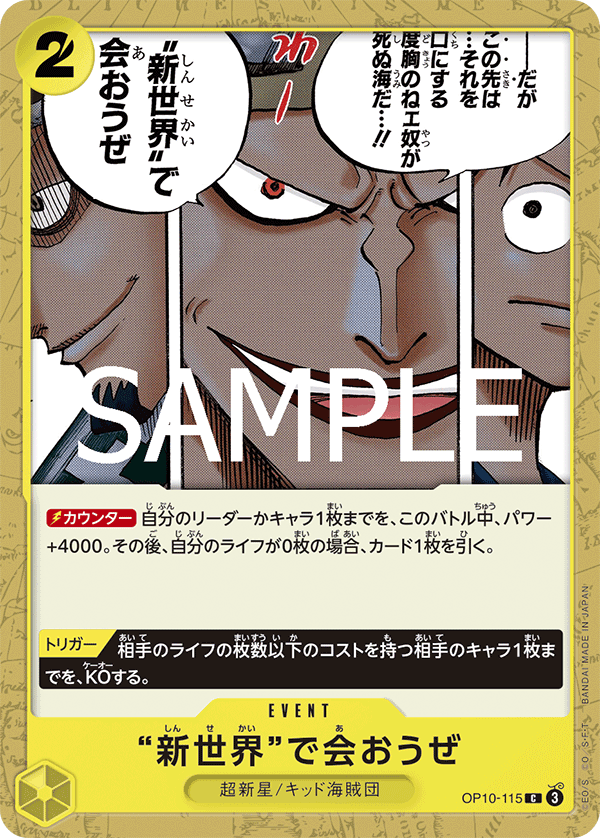 2
“新世界”で
会おうぜ
わー
―だが
この先は
…それを
口にする
度胸のねェ奴が
死ぬ海だ…!!
SAMPLE
カウンター 自分のリーダーかキャラ1枚までを、このバトル中、パワー
+4000。その後、自分のライフが0枚の場合、カード1枚を引く。
トリガー 相手のライフの枚数以下のコストを持つ相手のキャラ1枚ま
でを、KOする。
EVENT
“新世界”で会おうぜ
超新星/キッド海賊団
OP10-115 C 3
©E.O./S. ©E.O./S.,T. BANDAI MADE IN JAPAN